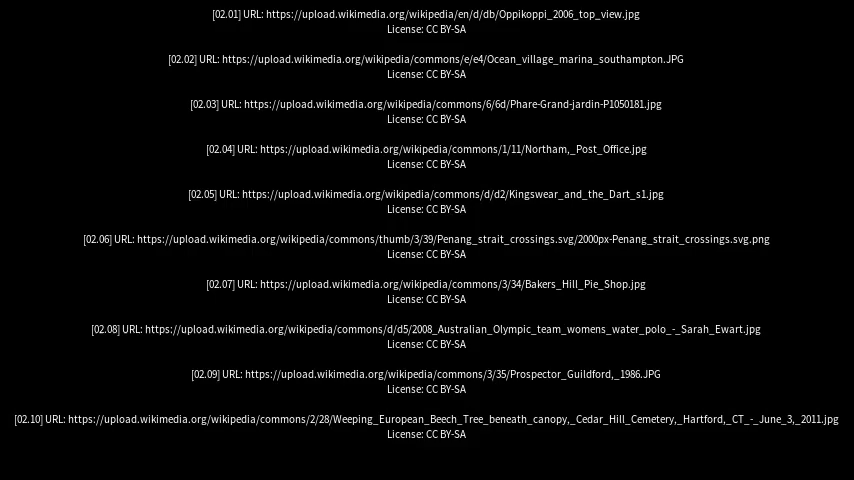 [02.01] URL: https://upload.wikimedia.org/wikipedia/en/d/db/Oppikoppi_2006_top_view.jpg
License: CC BY-SA
[02.02] URL: https://upload.wikimedia.org/wikipedia/commons/e/e4/Ocean_village_marina_southampton.JPG
License: CC BY-SA
[02.03] URL: https://upload.wikimedia.org/wikipedia/commons/6/6d/Phare-Grand-jardin-P1050181.jpg
License: CC BY-SA
[02.04] URL: https://upload.wikimedia.org/wikipedia/commons/1/11/Northam,_Post_Office.jpg
License: CC BY-SA
[02.05] URL: https://upload.wikimedia.org/wikipedia/commons/d/d2/Kingswear_and_the_Dart_s1.jpg
License: CC BY-SA
[02.06] URL: https://upload.wikimedia.org/wikipedia/commons/thumb/3/39/Penang_strait_crossings.svg/2000px-Penang_strait_crossings.svg.png
License: CC BY-SA
[02.07] URL: https://upload.wikimedia.org/wikipedia/commons/3/34/Bakers_Hill_Pie_Shop.jpg
License: CC BY-SA
[02.08] URL: https://upload.wikimedia.org/wikipedia/commons/d/d5/2008_Australian_Olympic_team_womens_water_polo_-_Sarah_Ewart.jpg
License: CC BY-SA
[02.09] URL: https://upload.wikimedia.org/wikipedia/commons/3/35/Prospector_Guildford,_1986.JPG
License: CC BY-SA
[02.10] URL: https://upload.wikimedia.org/wikipedia/commons/2/28/Weeping_European_Beech_Tree_beneath_canopy,_Cedar_Hill_Cemetery,_Hartford,_CT_-_June_3,_2011.jpg
License: CC BY-SA